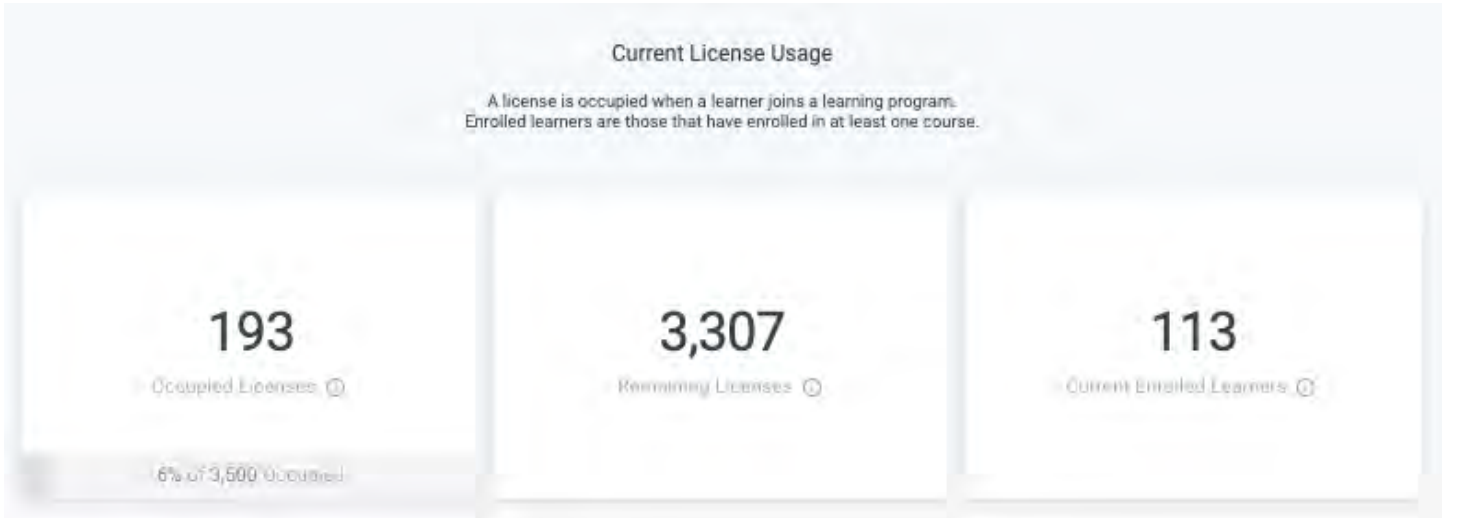 Current License Usage
A license is occupied when a learner joins a learning program.
Enrolled learners are those that have enrolled in at least one course.
193
Occupied Licenses
6% of 3,500 Occupied
3,307
Remaining Licenses
113
Current Enrolled Learners